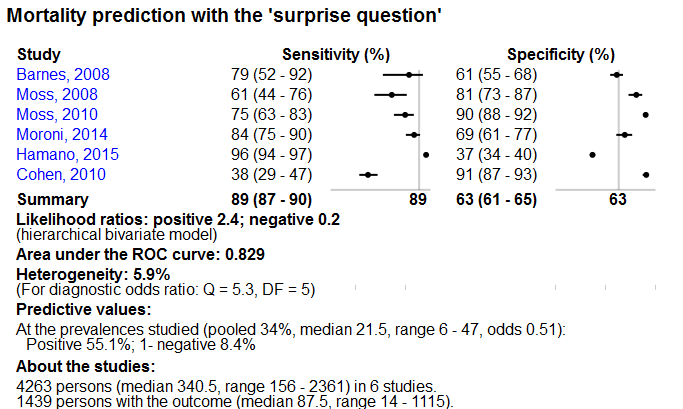 Mortality prediction with the 'surprise question'
Study Sensitivity (%) Specificity (%)
Barnes, 2008 79 (52 - 92) 61 (55 - 68)
Moss, 2008 61 (44 - 76) 81 (73 - 87)
Moss, 2010 75 (63 - 83) 90 (88 - 92)
Moroni, 2014 84 (75 - 90) 69 (61 - 77)
Hamano, 2015 96 (94 - 97) 37 (34 - 40)
Cohen, 2010 38 (29 - 47) 91 (87 - 93)
Summary 89 (87 - 90) 89 63 (61 - 65) 63
Likelihood ratios: positive 2.4; negative 0.2
(hierarchical bivariate model)
Area under the ROC curve: 0.829
Heterogeneity: 5.9%
(For diagnostic odds ratio: Q = 5.3, DF = 5)
Predictive values:
At the prevalences studied (pooled 34%, median 21.5, range 6 - 47, odds 0.51):
Positive 55.1%; 1- negative 8.4%
About the studies:
4263 persons (median 340.5, range 156 - 2361) in 6 studies.
1439 persons with the outcome (median 87.5, range 14 - 1115).